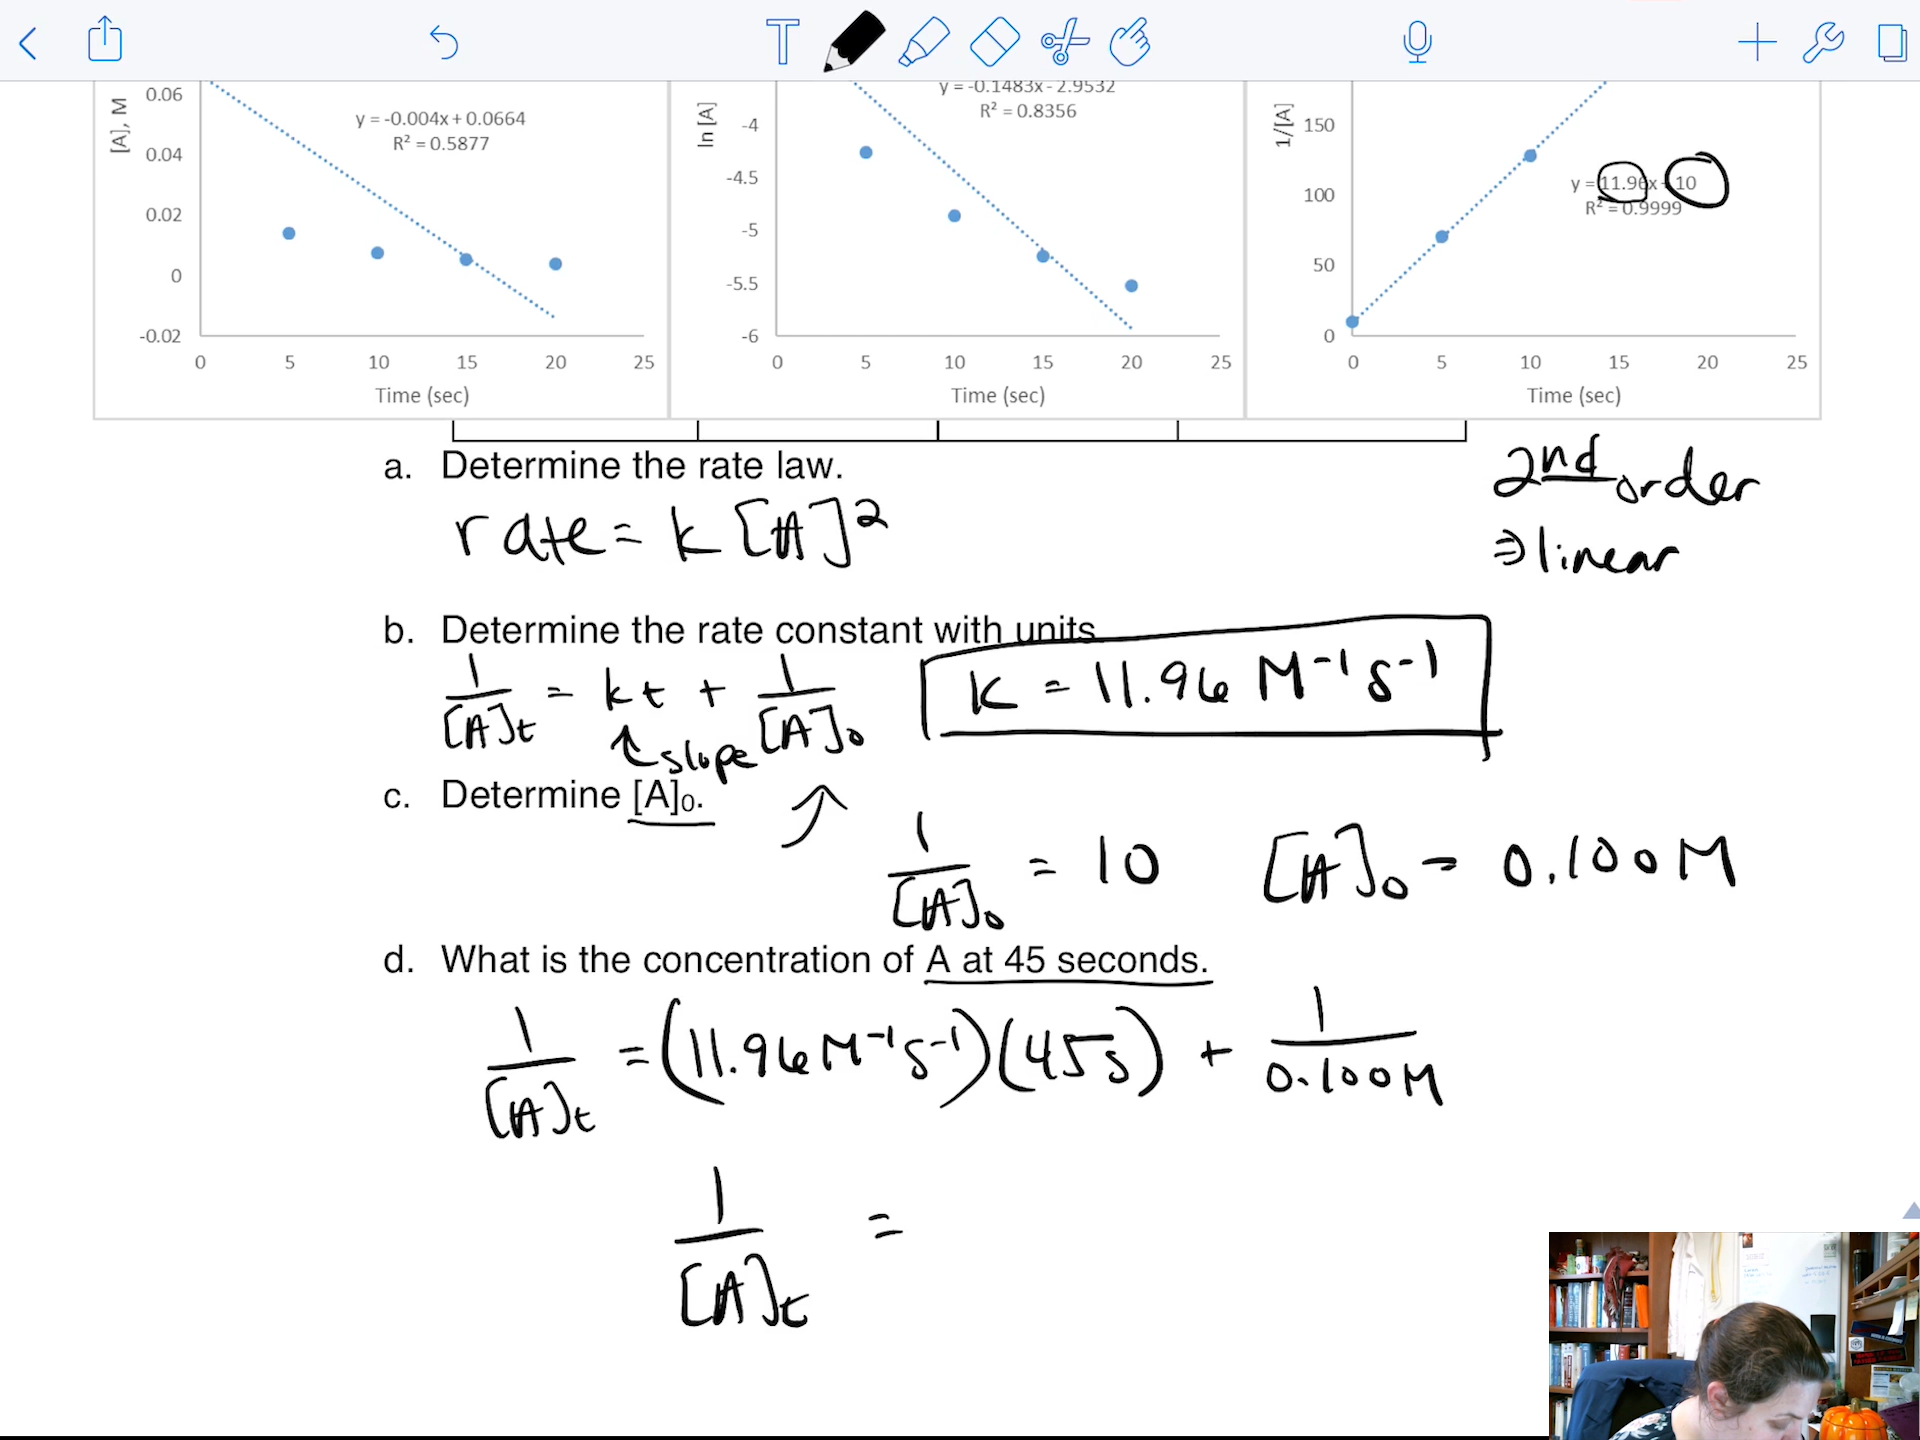 T
0.06
0.04
0.02
0
-0.02
[A], M
y = -0.004x + 0.0664
R² = 0.5877
0 5 10 15 20 25
Time (sec)
-4
-4.5
-5
-5.5
-6
ln [A]
y = -0.1483x - 2.9532
R² = 0.8356
0 5 10 15 20 25
Time (sec)
150
100
50
0
1/[A]
y = 11.96x + 10
R² = 0.9999
0 5 10 15 20 25
Time (sec)
2nd order
⇒ linear
a. Determine the rate law.
rate = k [A]²
b. Determine the rate constant with units
1/[A]t = kt + 1/[A]0
slope
K = 11.96 M⁻¹ s⁻¹
c. Determine [A]₀.
1/[A]0 = 10 [A]0 = 0.100 M
d. What is the concentration of A at 45 seconds.
1/[A]t = (11.96 M⁻¹s⁻¹)(45s) + 1/0.100M
1/[A]t =